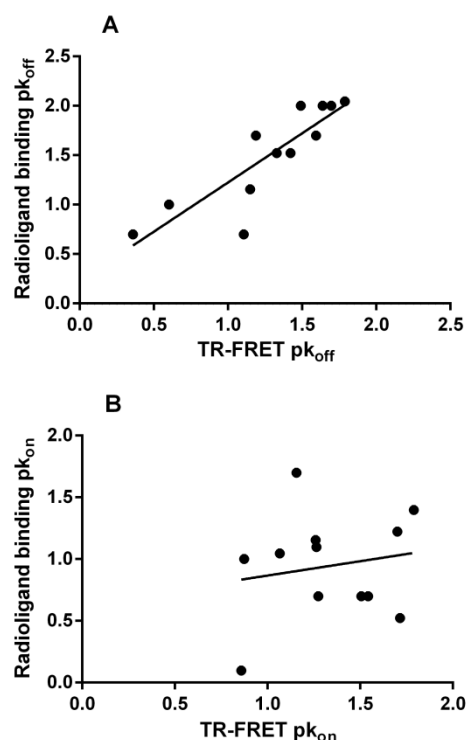 A
Radioligand binding pkoff
2.5
2.0
1.5
1.0
0.5
0.0
0.0 0.5 1.0 1.5 2.0 2.5
TR-FRET pkoff
B
Radioligand binding pkon
2.0
1.5
1.0
0.5
0.0
0.0 0.5 1.0 1.5 2.0
TR-FRET pkon